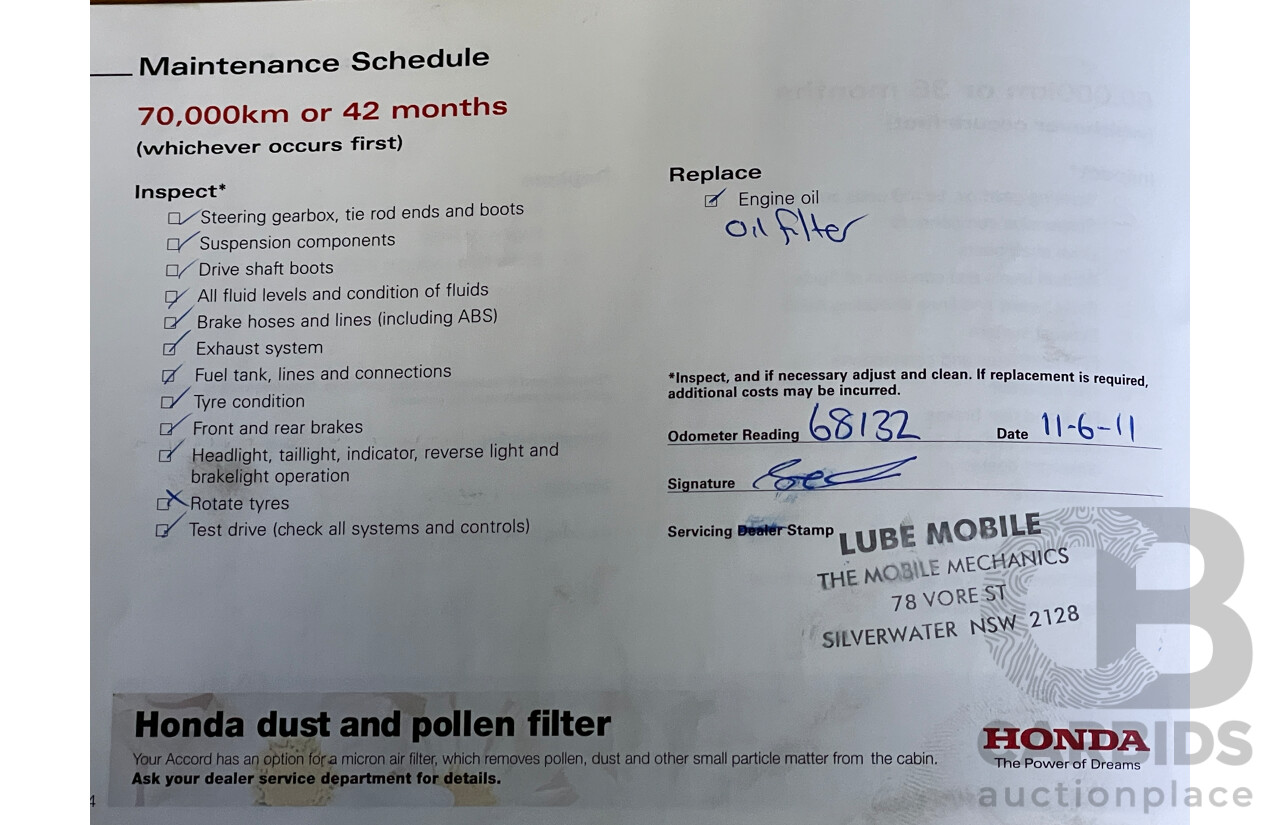 Maintenance Schedule
70,000km or 42 months
(whichever occurs first)
Inspect*
Steering gearbox, tie rod ends and boots
Suspension components
Drive shaft boots
All fluid levels and condition of fluids
Brake hoses and lines (including ABS)
Exhaust system
Fuel tank, lines and connections
Tyre condition
Front and rear brakes
Headlight, taillight, indicator, reverse light and
brakelight operation
Rotate tyres
Test drive (check all systems and controls)
Replace
Engine oil
Oil filter
*Inspect, and if necessary adjust and clean. If replacement is required,
additional costs may be incurred.
Odometer Reading 68132 Date 11-6-11
Signature
Servicing Dealer Stamp
LUBE MOBILE
THE MOBILE MECHANICS
78 VORE ST
SILVERWATER NSW 2128
Honda dust and pollen filter
Your Accord has an option for a micron air filter, which removes pollen, dust and other small particle matter from the cabin.
Ask your dealer service department for details.
HONDA
The Power of Dreams
CARBIDS
auctionplace
4